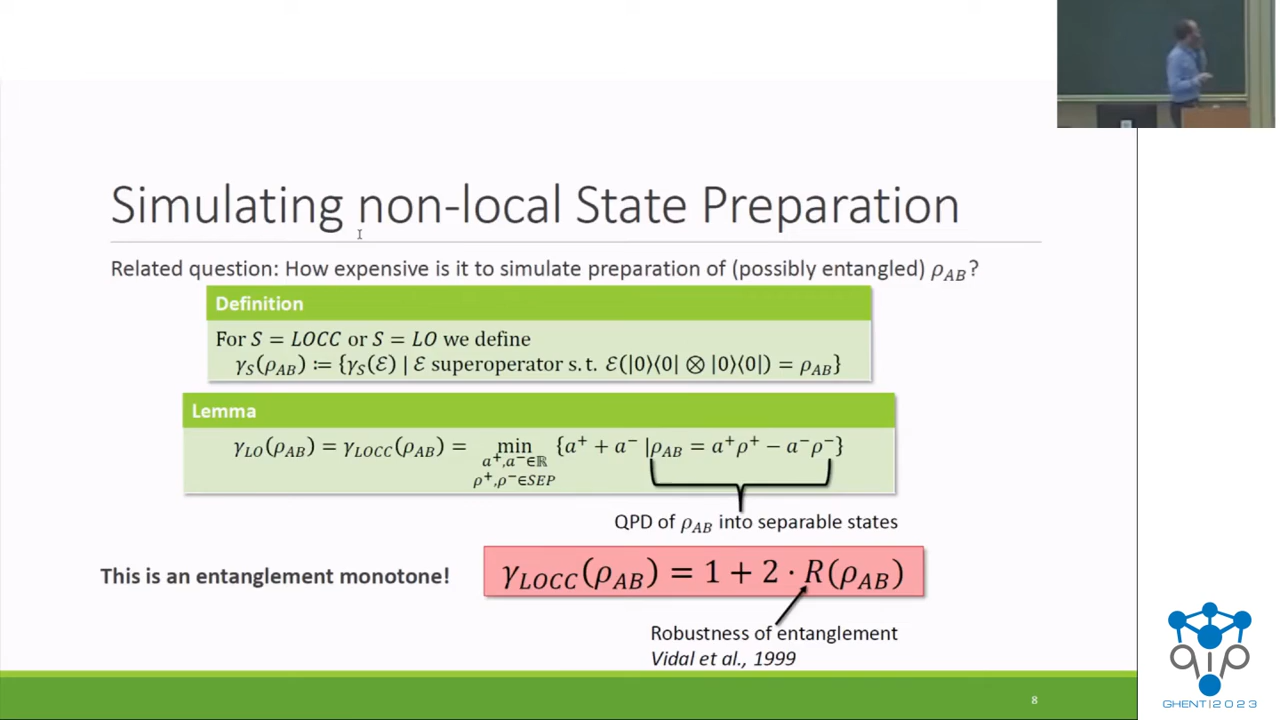 Simulating non-local State Preparation
Related question: How expensive is it to simulate preparation of (possibly entangled) ρ_AB?
Definition
For S = LOCC or S = LO we define
γ_S(ρ_AB) ≔ {γ_S(ℰ) | ℰ superoperator s.t. ℰ(|0⟩⟨0| ⊗ |0⟩⟨0|) = ρ_AB}
Lemma
γ_LO(ρ_AB) = γ_LOCC(ρ_AB) = min {a⁺ + a⁻ |ρ_AB = a⁺ρ⁺ − a⁻ρ⁻}
a⁺,a⁻∈ℝ
ρ⁺,ρ⁻∈SEP
QPD of ρ_AB into separable states
This is an entanglement monotone!
γ_LOCC(ρ_AB) = 1 + 2 · R(ρ_AB)
Robustness of entanglement
Vidal et al., 1999
8
qip
GHENT|2023